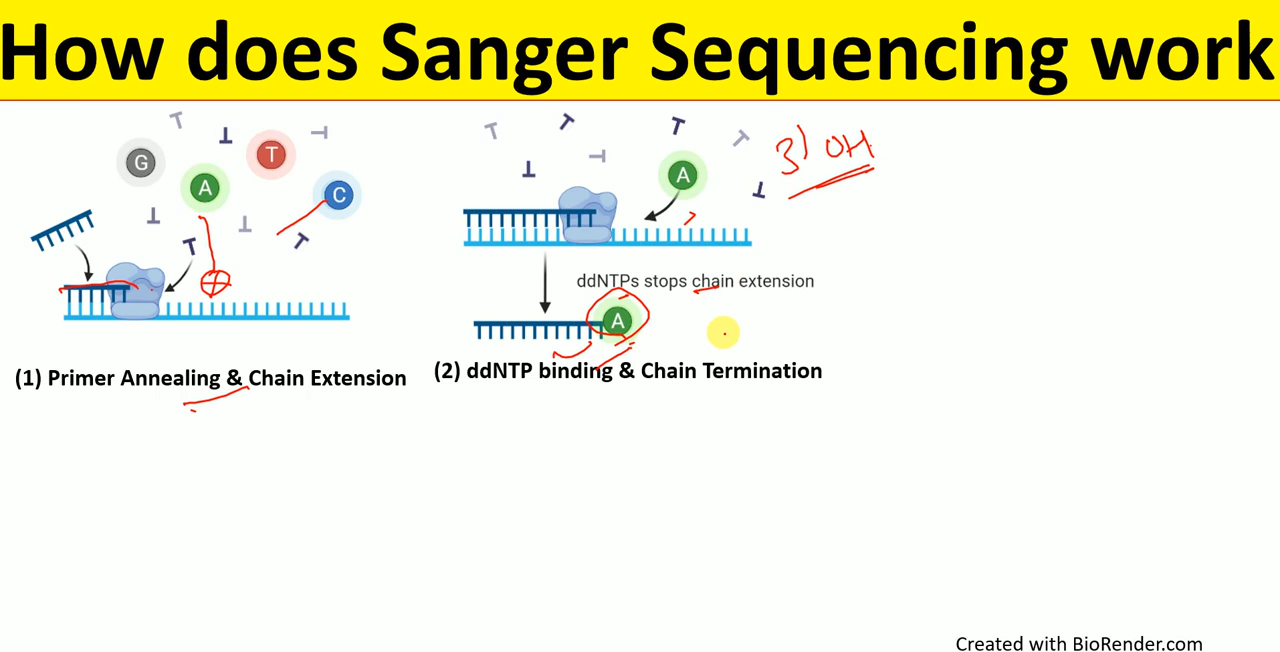 How does Sanger Sequencing work
G
A
T
C
A
3) OH
ddNTPs stops chain extension
A
(1) Primer Annealing & Chain Extension
(2) ddNTP binding & Chain Termination
Created with BioRender.com